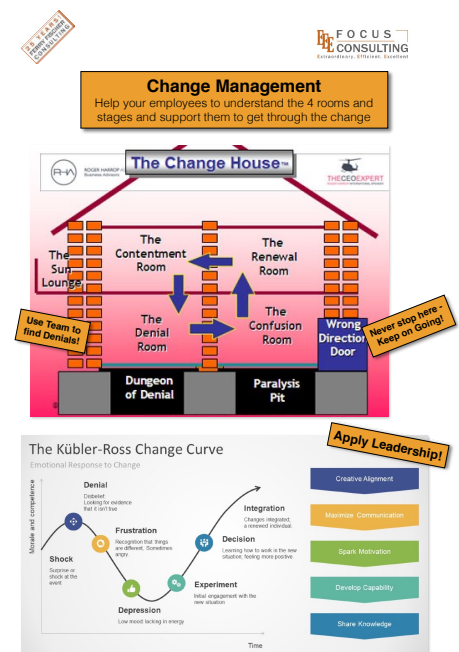 25 YEARS!
FERRY FISCHER
CONSULTING
FOCUS
CONSULTING
Extraordinary. Efficient. Excellent
Change Management
Help your employees to understand the 4 rooms and
stages and support them to get through the change
ROGER HARROP
Business Advisors
The Change House™
THECEOEXPERT
The
Contentment
Room
The
Renewal
Room
The
Sun
Lounge
The
Denial
Room
The
Confusion
Room
Wrong
Direction
Door
Use Team to
find Denials!
Never stop here -
Keep on Going!
Dungeon
of Denial
Paralysis
Pit
Apply Leadership!
The Kübler-Ross Change Curve
Emotional Response to Change
Morale and competence
Denial
Disbelief
Looking for evidence
that it isn't true
Frustration
Recognition that things
are different, Sometimes
angry.
Shock
Surprise or
shock at the
event
Depression
Low mood lacking in energy
Experiment
Initial engagement with the
new situation
Decision
Learning how to work in the new
situation, feeling more positive.
Integration
Changes integrated,
a renewed individual.
Time
Creative Alignment
Maximize Communication
Spark Motivation
Develop Capability
Share Knowledge